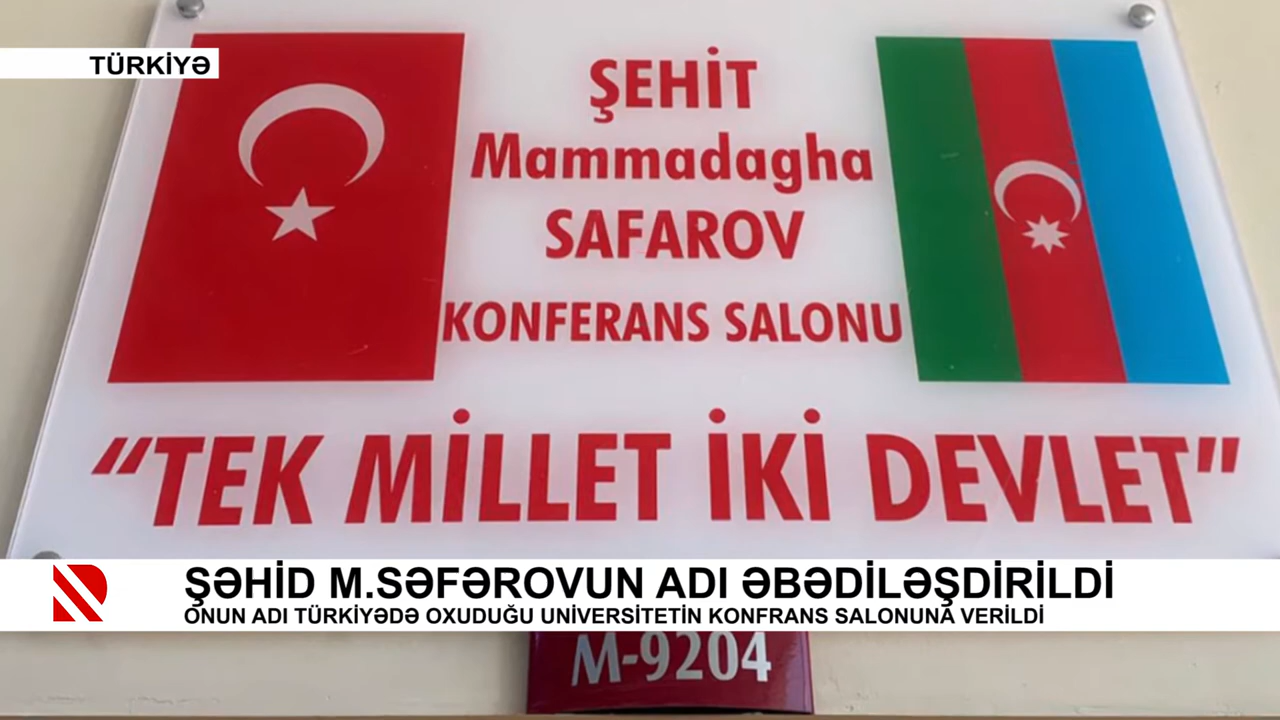 TÜRKİYƏ
ŞEHİT
Mammadagha
SAFAROV
KONFERANS SALONU
“TEK MİLLET İKİ DEVLET”
ŞƏHİD M.SƏFƏROVUN ADI ƏBƏDİLƏŞDİRİLDİ
ONUN ADI TÜRKİYƏDƏ OXUDUĞU UNİVERSİTETİN KONFRANS SALONUNA VERİLDİ
M-9204